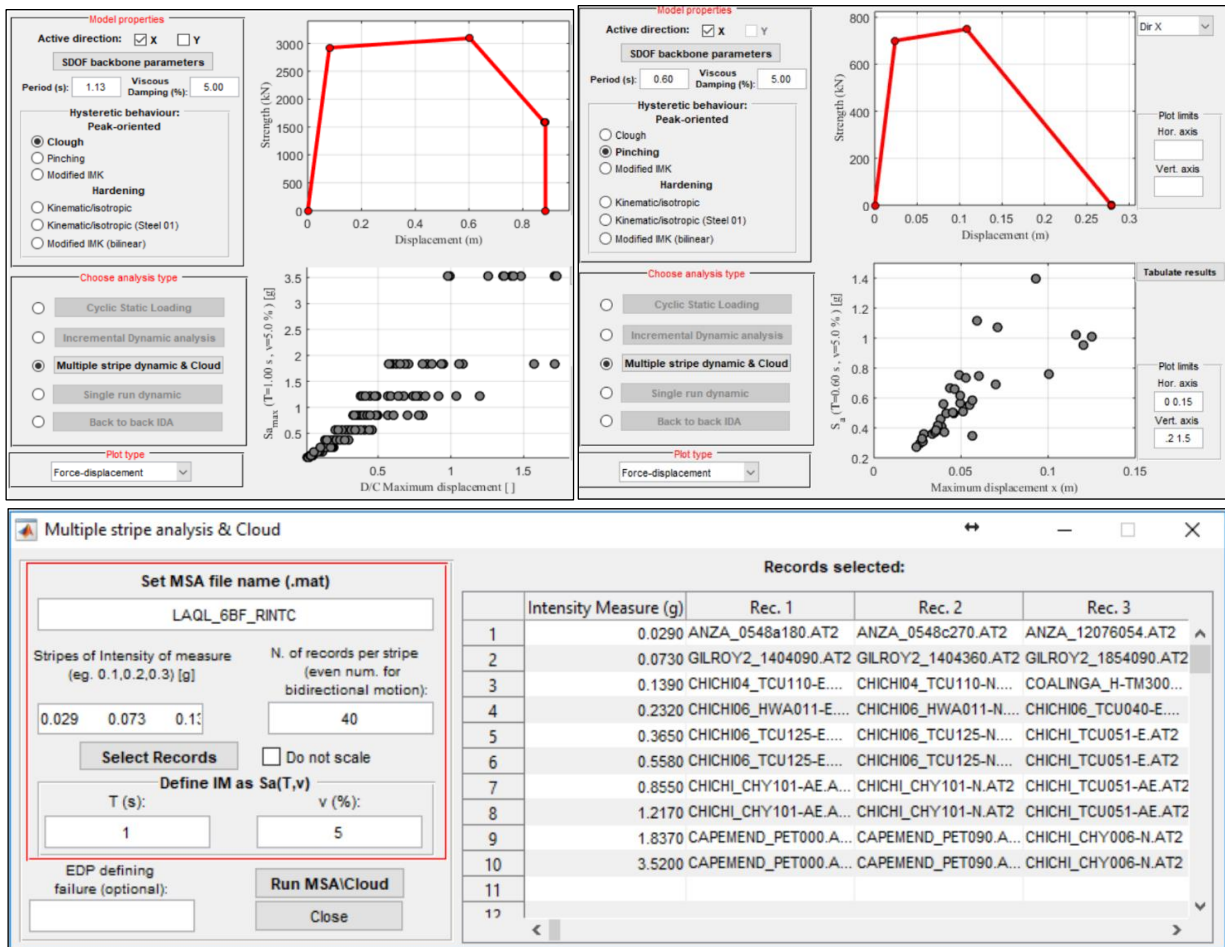 Model properties
Active direction: X Y
SDOF backbone parameters
Period (s): 1.13 Viscous Damping (%): 5.00
Hysteretic behaviour:
Peak-oriented
Clough
Pinching
Modified IMK
Hardening
Kinematic/isotropic
Kinematic/isotropic (Steel 01)
Modified IMK (bilinear)
Choose analysis type
Cyclic Static Loading
Incremental Dynamic analysis
Multiple stripe dynamic & Cloud
Single run dynamic
Back to back IDA
Plot type
Force-displacement
Strength (kN)
3000
2500
2000
1500
1000
500
0
0 0.2 0.4 0.6 0.8
Displacement (m)
Sa max (T=1.00 s , v=5.0 % ) [g]
3.5
3
2.5
2
1.5
1
0.5
0.5 1 1.5
D/C Maximum displacement [ ]
Model properties
Active direction: X Y
SDOF backbone parameters
Period (s): 0.60 Viscous Damping (%): 5.00
Hysteretic behaviour:
Peak-oriented
Clough
Pinching
Modified IMK
Hardening
Kinematic/isotropic
Kinematic/isotropic (Steel 01)
Modified IMK (bilinear)
Choose analysis type
Cyclic Static Loading
Incremental Dynamic analysis
Multiple stripe dynamic & Cloud
Single run dynamic
Back to back IDA
Plot type
Force-displacement
Strength (kN)
800
600
400
200
0
0 0.05 0.1 0.15 0.2 0.25 0.3
Displacement (m)
S a (T=0.60 s , v=5.0 % ) [g]
1.4
1.2
1
0.8
0.6
0.4
0.2
0 0.05 0.1 0.15
Maximum displacement x (m)
Dir X
Plot limits
Hor. axis
Vert. axis
Tabulate results
Plot limits
Hor. axis
0 0.15
Vert. axis
.2 1.5
Multiple stripe analysis & Cloud
Set MSA file name (.mat)
LAQL_6BF_RINTC
Stripes of Intensity of measure
(eg. 0.1,0.2,0.3) [g]
N. of records per stripe
(even num. for
bidirectional motion):
0.029 0.073 0.13
40
Select Records Do not scale
Define IM as Sa(T,v)
T (s): v (%):
1 5
EDP defining
failure (optional):
Run MSA\Cloud
Close
Records selected:
Intensity Measure (g) Rec. 1 Rec. 2 Rec. 3
1 0.0290 ANZA_0548a180.AT2 ANZA_0548c270.AT2 ANZA_12076054.AT2
2 0.0730 GILROY2_1404090.AT2 GILROY2_1404360.AT2 GILROY2_1854090.AT2
3 0.1390 CHICHI04_TCU110-E.... CHICHI04_TCU110-N.... COALINGA_H-TM300...
4 0.2320 CHICHI06_HWA011-E.... CHICHI06_HWA011-N.... CHICHI06_TCU040-E....
5 0.3650 CHICHI06_TCU125-E.... CHICHI06_TCU125-N.... CHICHI_TCU051-E.AT2
6 0.5580 CHICHI06_TCU125-E.... CHICHI06_TCU125-N.... CHICHI_TCU051-E.AT2
7 0.8550 CHICHI_CHY101-AE.A... CHICHI_CHY101-N.AT2 CHICHI_TCU051-AE.AT2
8 1.2170 CHICHI_CHY101-AE.A... CHICHI_CHY101-N.AT2 CHICHI_TCU051-AE.AT2
9 1.8370 CAPEMEND_PET000.A... CAPEMEND_PET090.A... CHICHI_CHY006-N.AT2
10 3.5200 CAPEMEND_PET000.A... CAPEMEND_PET090.A... CHICHI_CHY006-N.AT2
11
12